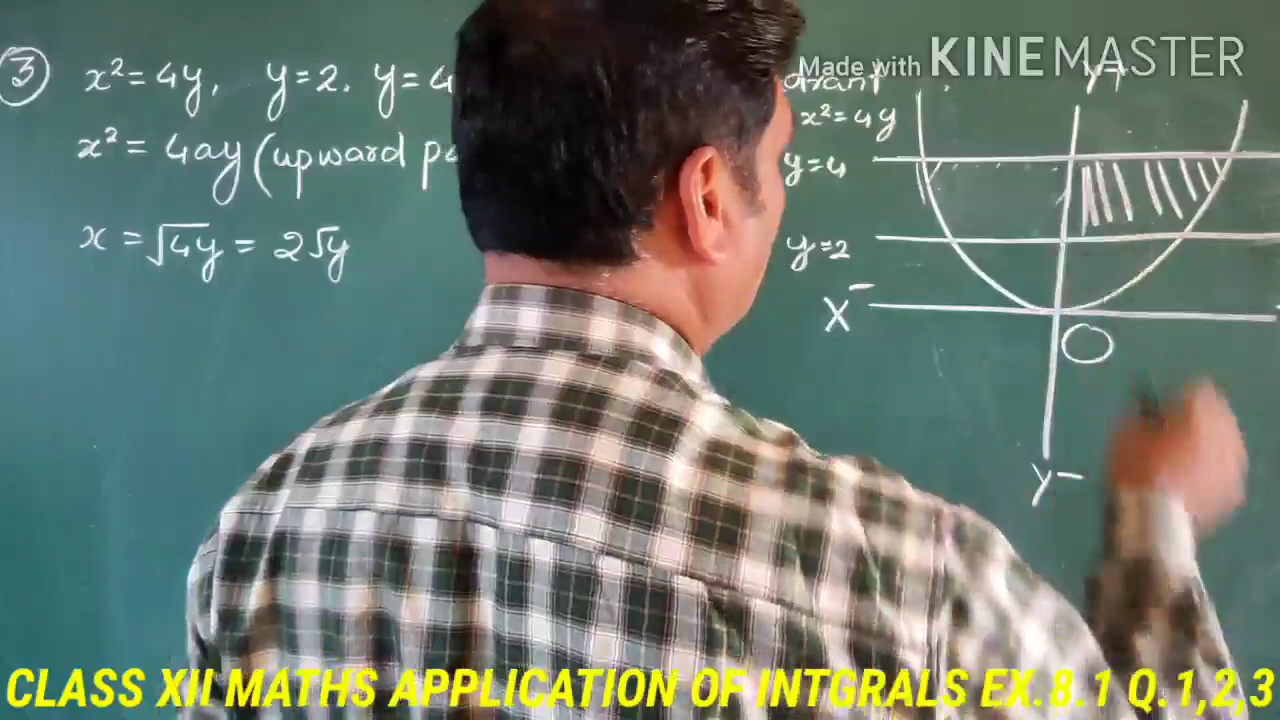 ③ x² = 4y, y=2. y=4
x² = 4ay (upward
x = √4y = 2√y
Made with KINEMASTER
x² = 4y
y=4
y=2
X⁻
O
Y⁻
CLASS XII MATHS APPLICATION OF INTGRALS EX.8.1 Q.1,2,3